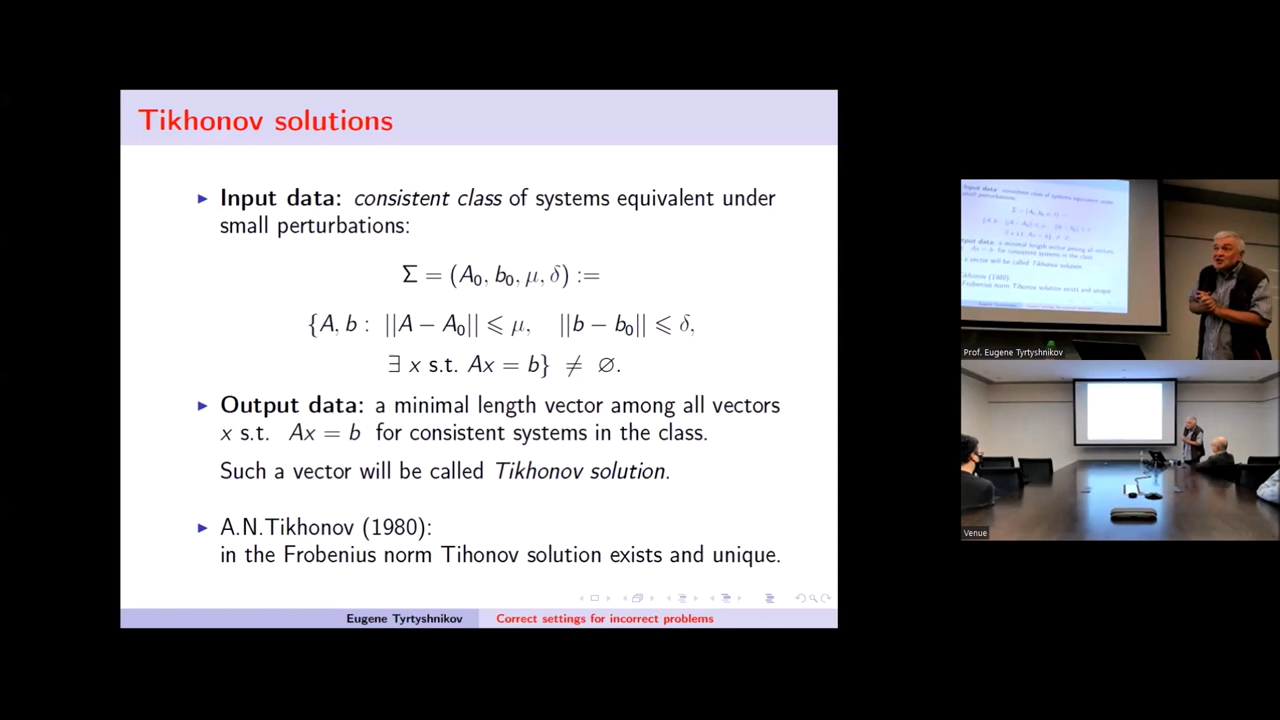 Tikhonov solutions
▶ Input data: consistent class of systems equivalent under
small perturbations:
Σ = (A₀, b₀, μ, δ) :=
{A, b : ||A − A₀|| ⩽ μ, ||b − b₀|| ⩽ δ,
∃ x s.t. Ax = b} ≠ ∅.
▶ Output data: a minimal length vector among all vectors
x s.t. Ax = b for consistent systems in the class.
Such a vector will be called Tikhonov solution.
▶ A.N.Tikhonov (1980):
in the Frobenius norm Tihonov solution exists and unique.
Eugene Tyrtyshnikov Correct settings for incorrect problems
Prof. Eugene Tyrtyshnikov
Venue